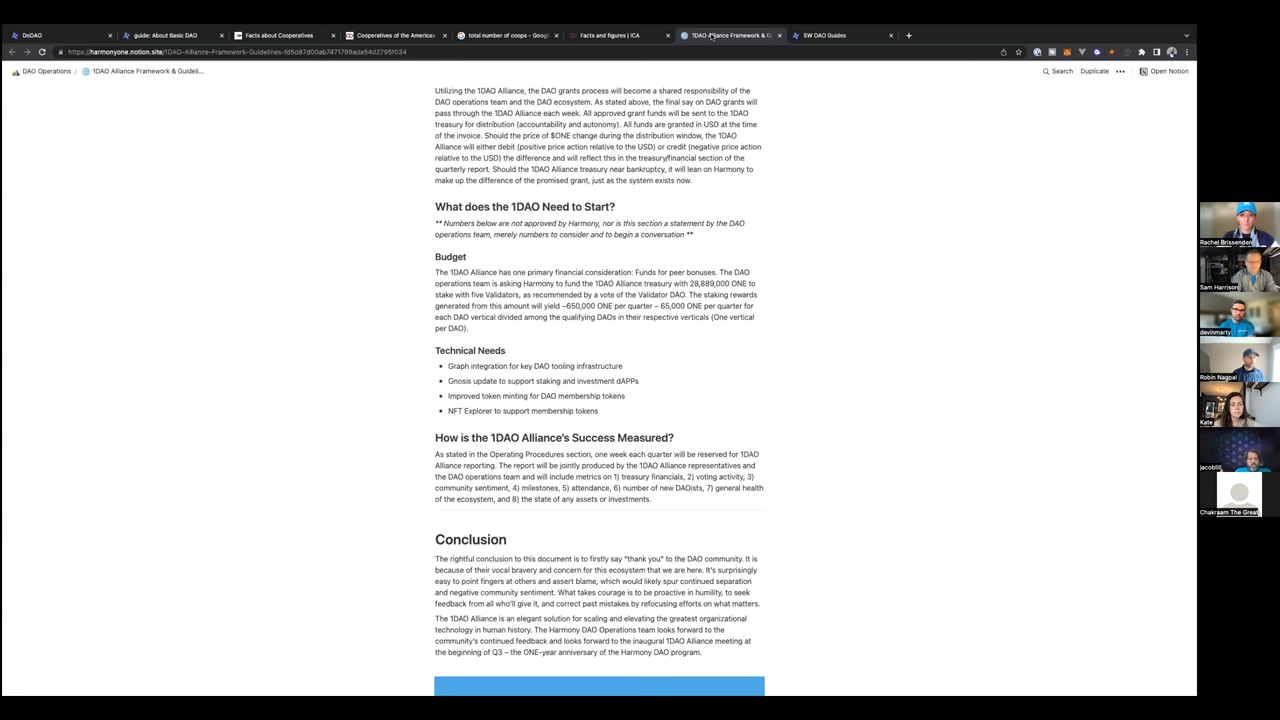 DoDAO
guide: About Basic DAO
Facts about Cooperatives
Cooperatives of the Americas
total number of coops - Goog
Facts and figures | ICA
1DAO Alliance Framework & G
SW DAO Guides
https://harmonyone.notion.site/1DAO-Alliance-Framework-Guidelines-fd5d87d00ab7471799ad54d2795f034
DAO Operations / 1DAO Alliance Framework & Guideli...
Search Duplicate ••• Open Notion
Utilizing the 1DAO Alliance, the DAO grants process will become a shared responsibility of the
DAO operations team and the DAO ecosystem. As stated above, the final say on DAO grants will
pass through the 1DAO Alliance each week. All approved grant funds will be sent to the 1DAO
treasury for distribution (accountability and autonomy). All funds are granted in USD at the time
of the invoice. Should the price of $ONE change during the distribution window, the 1DAO
Alliance will either debit (positive price action relative to the USD) or credit (negative price action
relative to the USD) the difference and will reflect this in the treasury/financial section of the
quarterly report. Should the 1DAO Alliance treasury near bankruptcy, it will lean on Harmony to
make up the difference of the promised grant, just as the system exists now.
What does the 1DAO Need to Start?
** Numbers below are not approved by Harmony, nor is this section a statement by the DAO
operations team, merely numbers to consider and to begin a conversation **
Budget
The 1DAO Alliance has one primary financial consideration: Funds for peer bonuses. The DAO
operations team is asking Harmony to fund the 1DAO Alliance treasury with 28,889,000 ONE to
stake with five Validators, as recommended by a vote of the Validator DAO. The staking rewards
generated from this amount will yield ~650,000 ONE per quarter – 65,000 ONE per quarter for
each DAO vertical divided among the qualifying DAOs in their respective verticals (One vertical
per DAO).
Technical Needs
• Graph integration for key DAO tooling infrastructure
• Gnosis update to support staking and investment dAPPs
• Improved token minting for DAO membership tokens
• NFT Explorer to support membership tokens
How is the 1DAO Alliance's Success Measured?
As stated in the Operating Procedures section, one week each quarter will be reserved for 1DAO
Alliance reporting. The report will be jointly produced by the 1DAO Alliance representatives and
the DAO operations team and will include metrics on 1) treasury financials, 2) voting activity, 3)
community sentiment, 4) milestones, 5) attendance, 6) number of new DAOists, 7) general health
of the ecosystem, and 8) the state of any assets or investments.
Conclusion
The rightful conclusion to this document is to firstly say "thank you" to the DAO community. It is
because of their vocal bravery and concern for this ecosystem that we are here. It's surprisingly
easy to point fingers at others and assert blame, which would likely spur continued separation
and negative community sentiment. What takes courage is to be proactive in humility, to seek
feedback from all who'll give it, and correct past mistakes by refocusing efforts on what matters.
The 1DAO Alliance is an elegant solution for scaling and elevating the greatest organizational
technology in human history. The Harmony DAO Operations team looks forward to the
community's continued feedback and looks forward to the inaugural 1DAO Alliance meeting at
the beginning of Q3 – the ONE-year anniversary of the Harmony DAO program.
Rachel Brissenden
Sam Harrison
devinmarty
Robin Nagpal
Kate
jacoblll
Chakraam The Great